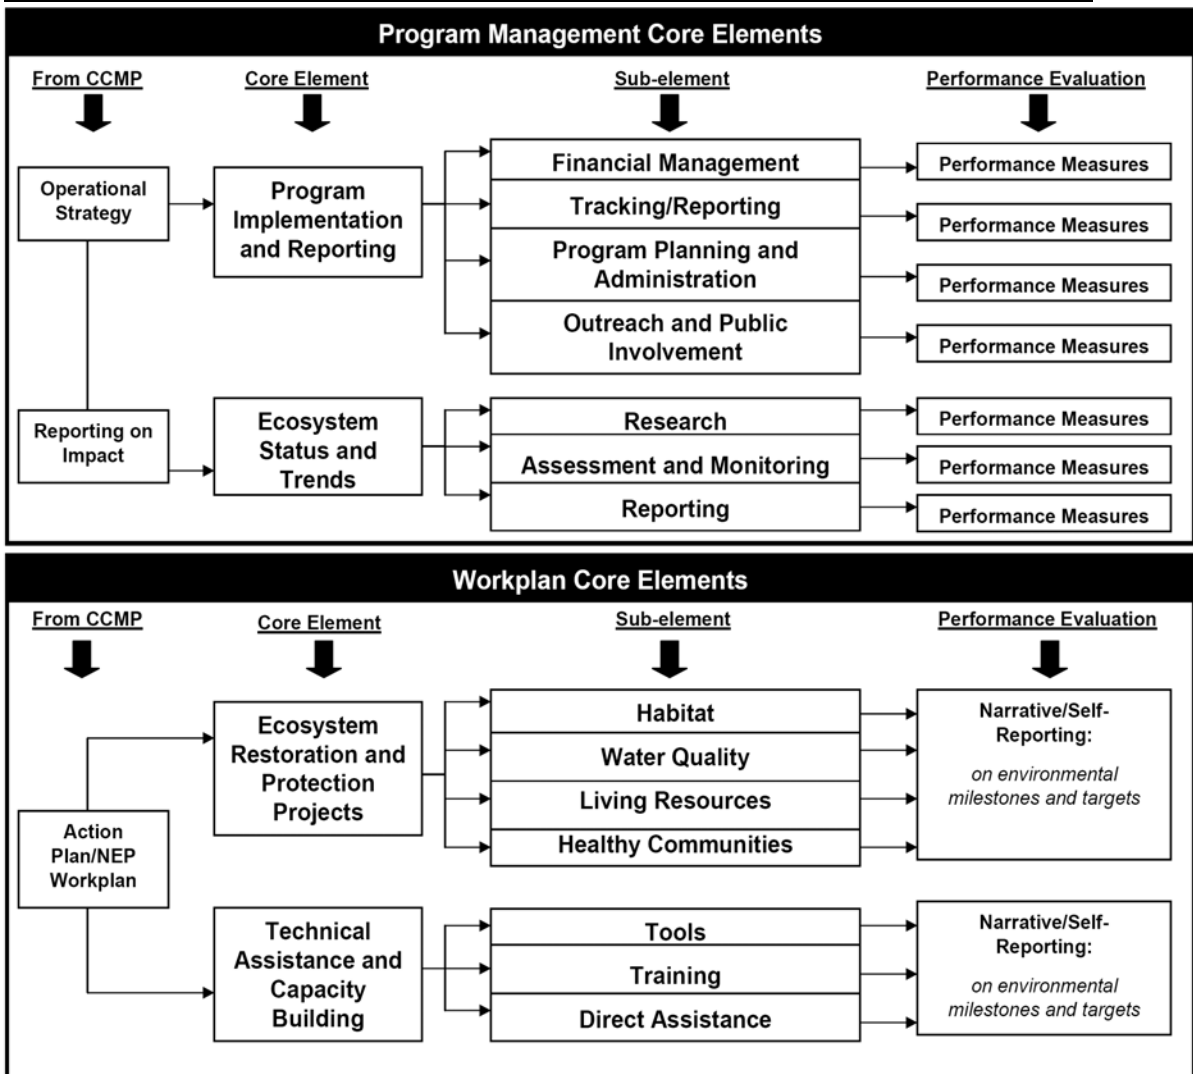 Program Management Core Elements
From CCMP
Core Element
Sub-element
Performance Evaluation
Operational
Strategy
Program
Implementation
and Reporting
Financial Management
Tracking/Reporting
Program Planning and
Administration
Outreach and Public
Involvement
Performance Measures
Performance Measures
Performance Measures
Performance Measures
Reporting on
Impact
Ecosystem
Status and
Trends
Research
Assessment and Monitoring
Reporting
Performance Measures
Performance Measures
Performance Measures
Workplan Core Elements
From CCMP
Core Element
Sub-element
Performance Evaluation
Action
Plan/NEP
Workplan
Ecosystem
Restoration and
Protection
Projects
Habitat
Water Quality
Living Resources
Healthy Communities
Narrative/Self-
Reporting:
on environmental
milestones and targets
Technical
Assistance and
Capacity
Building
Tools
Training
Direct Assistance
Narrative/Self-
Reporting:
on environmental
milestones and targets